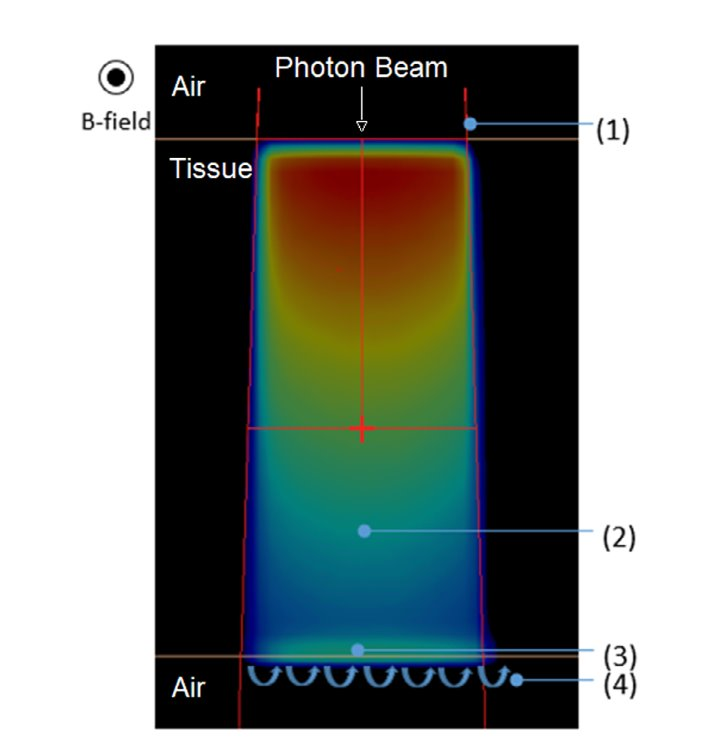 Photon Beam
Air
B-field
(1)
Tissue
(2)
(3)
(4)
Air